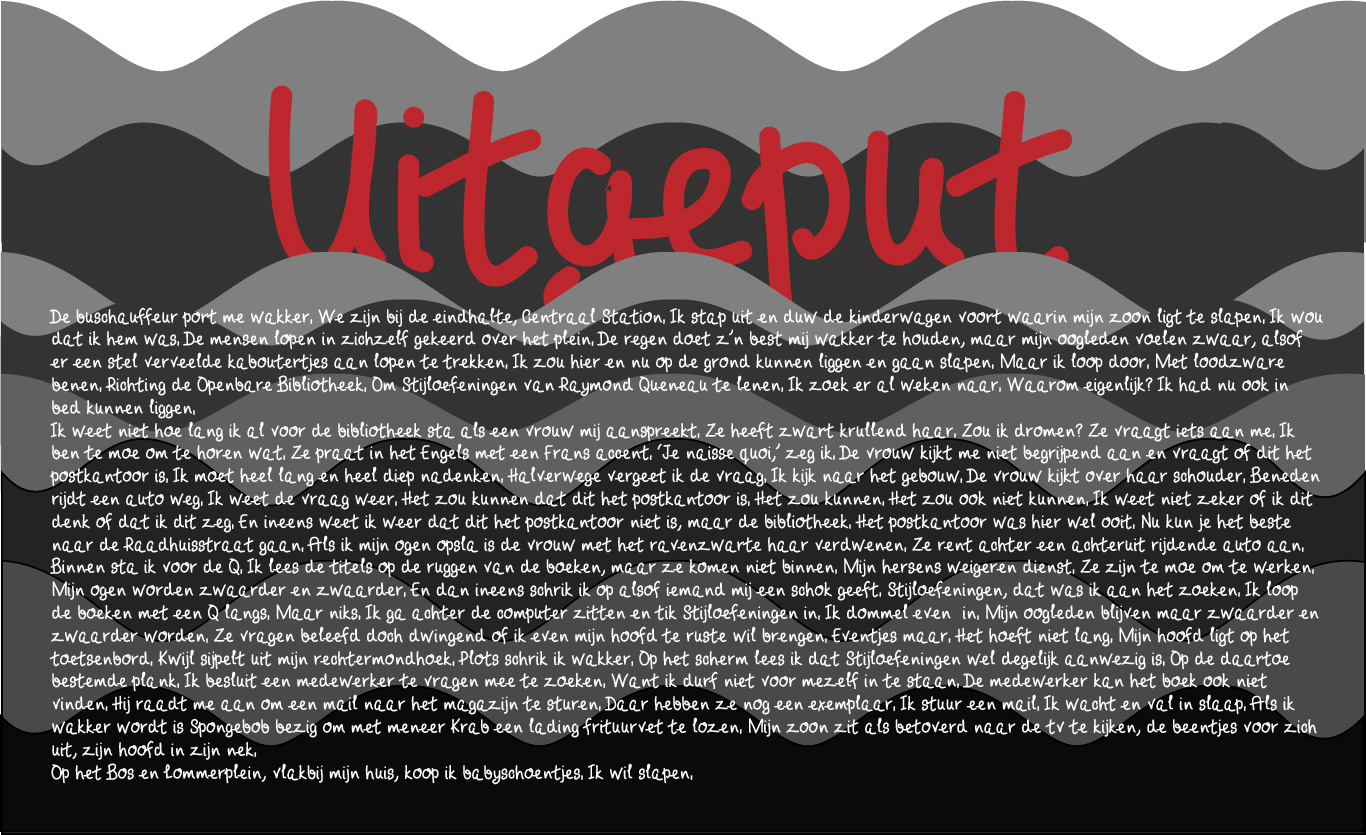 Uitgeput
De buschauffeur port me wakker. We zijn bij de eindhalte, Centraal Station. Ik stap uit en duw de kinderwagen voort waarin mijn zoon ligt te slapen. Ik wou
dat ik hem was. De mensen lopen in zichzelf gekeerd over het plein. De regen doet z'n best mij wakker te houden, maar mijn oogleden voelen zwaar, alsof
er een stel verveelde kaboutertjes aan lopen te trekken. Ik zou hier en nu op de grond kunnen liggen en gaan slapen. Maar ik loop door. Met loodzware
benen. Richting de Openbare Bibliotheek. Om Stijloefeningen van Raymond Queneau te lenen. Ik zoek er al weken naar. Waarom eigenlijk? Ik had nu ook in
bed kunnen liggen.
Ik weet niet hoe lang ik al voor de bibliotheek sta als een vrouw mij aanspreekt. Ze heeft zwart krullend haar. Zou ik dromen? Ze vraagt iets aan me. Ik
ben te moe om te horen wat. Ze praat in het Engels met een Frans accent. 'Je naisse quoi,' zeg ik. De vrouw kijkt me niet begrijpend aan en vraagt of dit het
postkantoor is. Ik moet heel lang en heel diep nadenken. Halverwege vergeet ik de vraag. Ik kijk naar het gebouw. De vrouw kijkt over haar schouder. Beneden
rijdt een auto weg. Ik weet de vraag weer. Het zou kunnen dat dit het postkantoor is. Het zou kunnen. Het zou ook niet kunnen. Ik weet niet zeker of ik dit
denk of dat ik dit zeg. En ineens weet ik weer dat dit het postkantoor niet is, maar de bibliotheek. Het postkantoor was hier wel ooit. Nu kun je het beste
naar de Raadhuisstraat gaan. Als ik mijn ogen opsla is de vrouw met het ravenzwarte haar verdwenen. Ze rent achter een achteruit rijdende auto aan.
Binnen sta ik voor de Q. Ik lees de titels op de ruggen van de boeken, maar ze komen niet binnen. Mijn hersens weigeren dienst. Ze zijn te moe om te werken.
Mijn ogen worden zwaarder en zwaarder. En dan ineens schrik ik op alsof iemand mij een schok geeft. Stijloefeningen, dat was ik aan het zoeken. Ik loop
de boeken met een Q langs. Maar niks. Ik ga achter de computer zitten en tik Stijloefeningen in. Ik dommel even in. Mijn oogleden blijven maar zwaarder en
zwaarder worden. Ze vragen beleefd doch dwingend of ik even mijn hoofd te ruste wil brengen. Eventjes maar. Het hoeft niet lang. Mijn hoofd ligt op het
toetsenbord. Kwijl sijpelt uit mijn rechtermondhoek. Plots schrik ik wakker. Op het scherm lees ik dat Stijloefeningen wel degelijk aanwezig is. Op de daartoe
bestemde plank. Ik besluit een medewerker te vragen mee te zoeken. Want ik durf niet voor mezelf in te staan. De medewerker kan het boek ook niet
vinden. Hij raadt me aan om een mail naar het magazijn te sturen. Daar hebben ze nog een exemplaar. Ik stuur een mail. Ik wacht en val in slaap. Als ik
wakker wordt is Spongebob bezig om met meneer Krab een lading frituurvet te lozen. Mijn zoon zit als betoverd naar de tv te kijken, de beentjes voor zich
uit, zijn hoofd in zijn nek.
Op het Bos en Lommerplein, vlakbij mijn huis, koop ik babyschoentjes. Ik wil slapen.